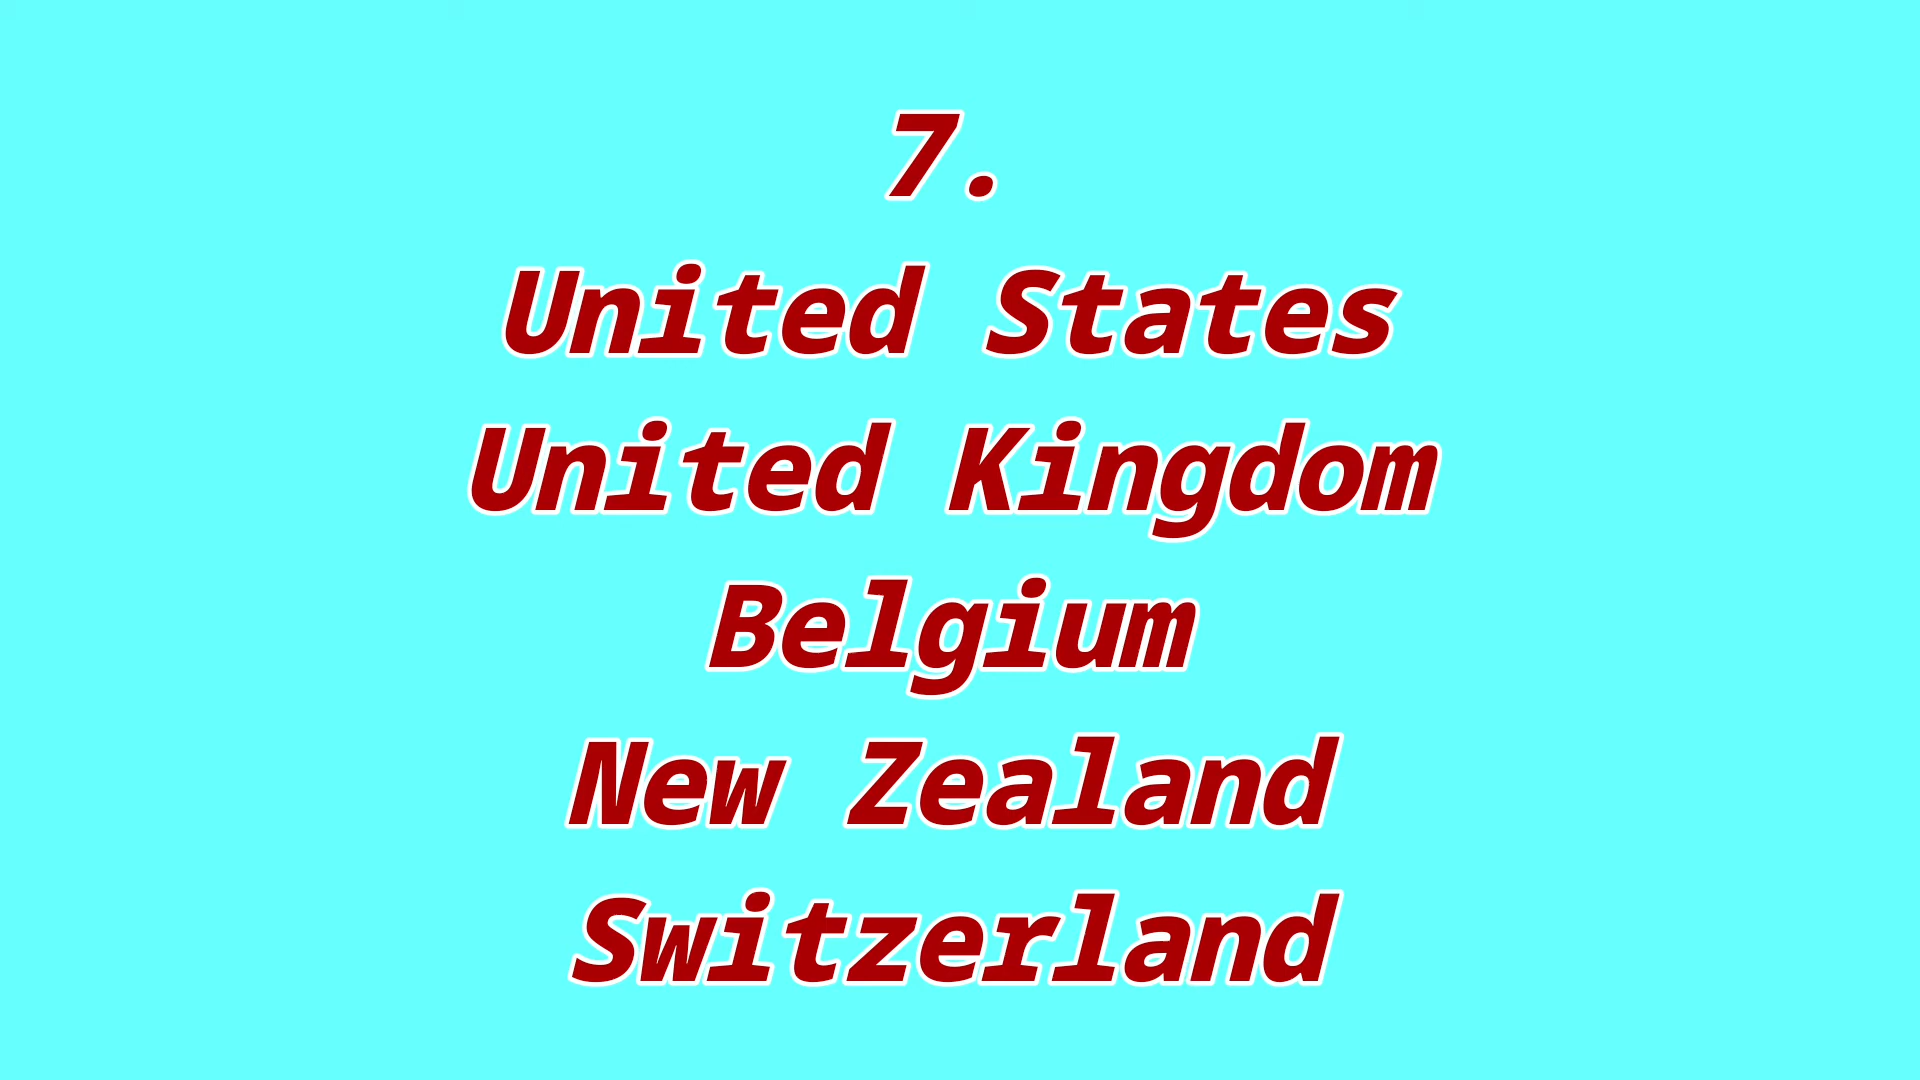 7.
United States
United Kingdom
Belgium
New Zealand
Switzerland